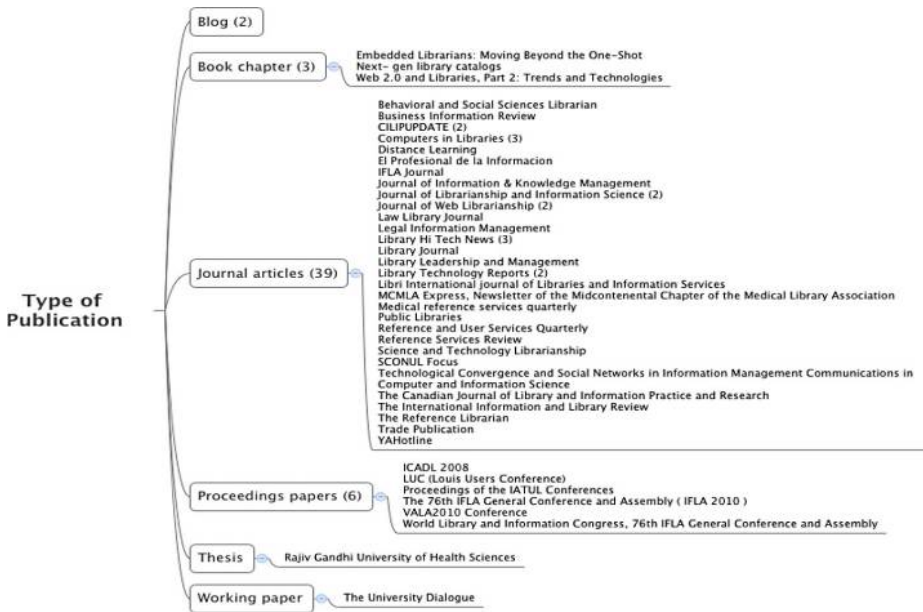 Type of
Publication
Blog (2)
Book chapter (3)
Embedded Librarians: Moving Beyond the One-Shot
Next- gen library catalogs
Web 2.0 and Libraries, Part 2: Trends and Technologies
Journal articles (39)
Behavioral and Social Sciences Librarian
Business Information Review
CILIPUPDATE (2)
Computers in Libraries (3)
Distance Learning
El Profesional de la Informacion
IFLA Journal
Journal of Information & Knowledge Management
Journal of Librarianship and Information Science (2)
Journal of Web Librarianship (2)
Law Library Journal
Legal Information Management
Library Hi Tech News (3)
Library Journal
Library Leadership and Management
Library Technology Reports (2)
Libri International journal of Libraries and Information Services
MCMLA Express, Newsletter of the Midcontenental Chapter of the Medical Library Association
Medical reference services quarterly
Public Libraries
Reference and User Services Quarterly
Reference Services Review
Science and Technology Librarianship
SCONUL Focus
Technological Convergence and Social Networks in Information Management Communications in
Computer and Information Science
The Canadian Journal of Library and Information Practice and Research
The International Information and Library Review
The Reference Librarian
Trade Publication
YAHotline
Proceedings papers (6)
ICADL 2008
LUC (Louis Users Conference)
Proceedings of the IATUL Conferences
The 76th IFLA General Conference and Assembly ( IFLA 2010 )
VALA2010 Conference
World Library and Information Congress, 76th IFLA General Conference and Assembly
Thesis
Rajiv Gandhi University of Health Sciences
Working paper
The University Dialogue